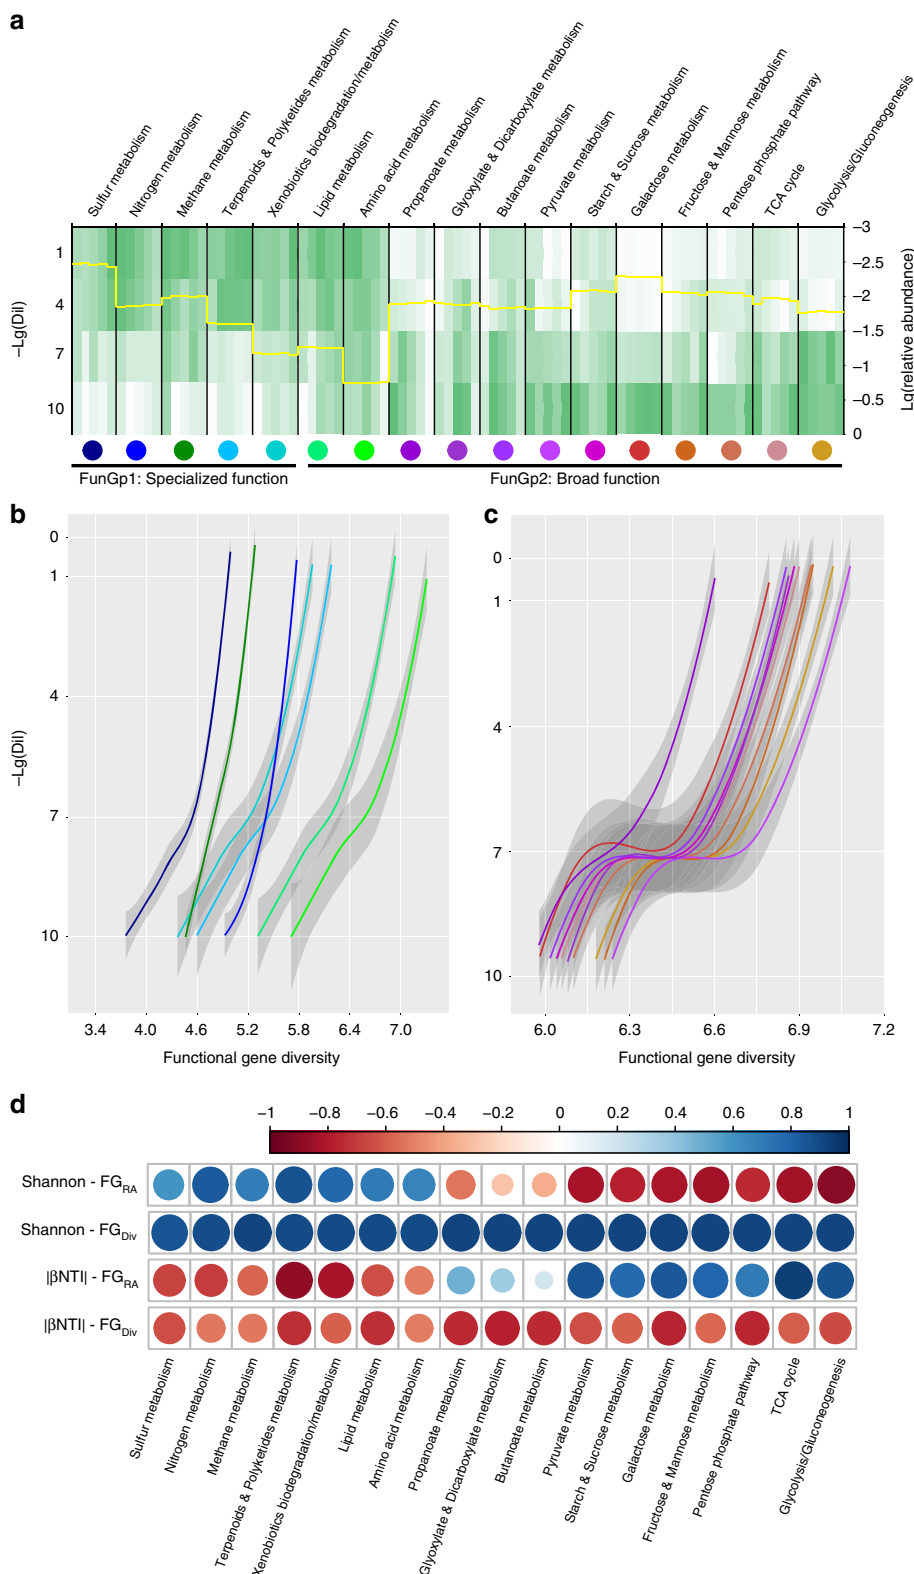 a
Sulfur metabolism
Nitrogen metabolism
Methane metabolism
Terpenoids & Polyketides metabolism
Xenobiotics biodegradation/metabolism
Lipid metabolism
Amino acid metabolism
Propanoate metabolism
Glyoxylate & Dicarboxylate metabolism
Butanoate metabolism
Pyruvate metabolism
Starch & Sucrose metabolism
Galactose metabolism
Fructose & Mannose metabolism
Pentose phosphate pathway
TCA cycle
Glycolysis/Gluconeogenesis
–Lg(Dil)
1
4
7
10
–3
–2.5
–2
–1.5
–1
–0.5
0
Lg(relative abundance)
FunGp1: Specialized function
FunGp2: Broad function
b
–Lg(Dil)
0
1
4
7
10
3.4 4.0 4.6 5.2 5.8 6.4 7.0
Functional gene diversity
c
0
1
4
7
10
6.0 6.3 6.6 6.9 7.2
Functional gene diversity
d
–1 –0.8 –0.6 –0.4 –0.2 0 0.2 0.4 0.6 0.8 1
Shannon - FGRA
Shannon - FGDiv
|βNTI| - FGRA
|βNTI| - FGDiv
Sulfur metabolism
Nitrogen metabolism
Methane metabolism
Terpenoids & Polyketides metabolism
Xenobiotics biodegradation/metabolism
Lipid metabolism
Amino acid metabolism
Propanoate metabolism
Glyoxylate & Dicarboxylate metabolism
Butanoate metabolism
Pyruvate metabolism
Starch & Sucrose metabolism
Galactose metabolism
Fructose & Mannose metabolism
Pentose phosphate pathway
TCA cycle
Glycolysis/Gluconeogenesis